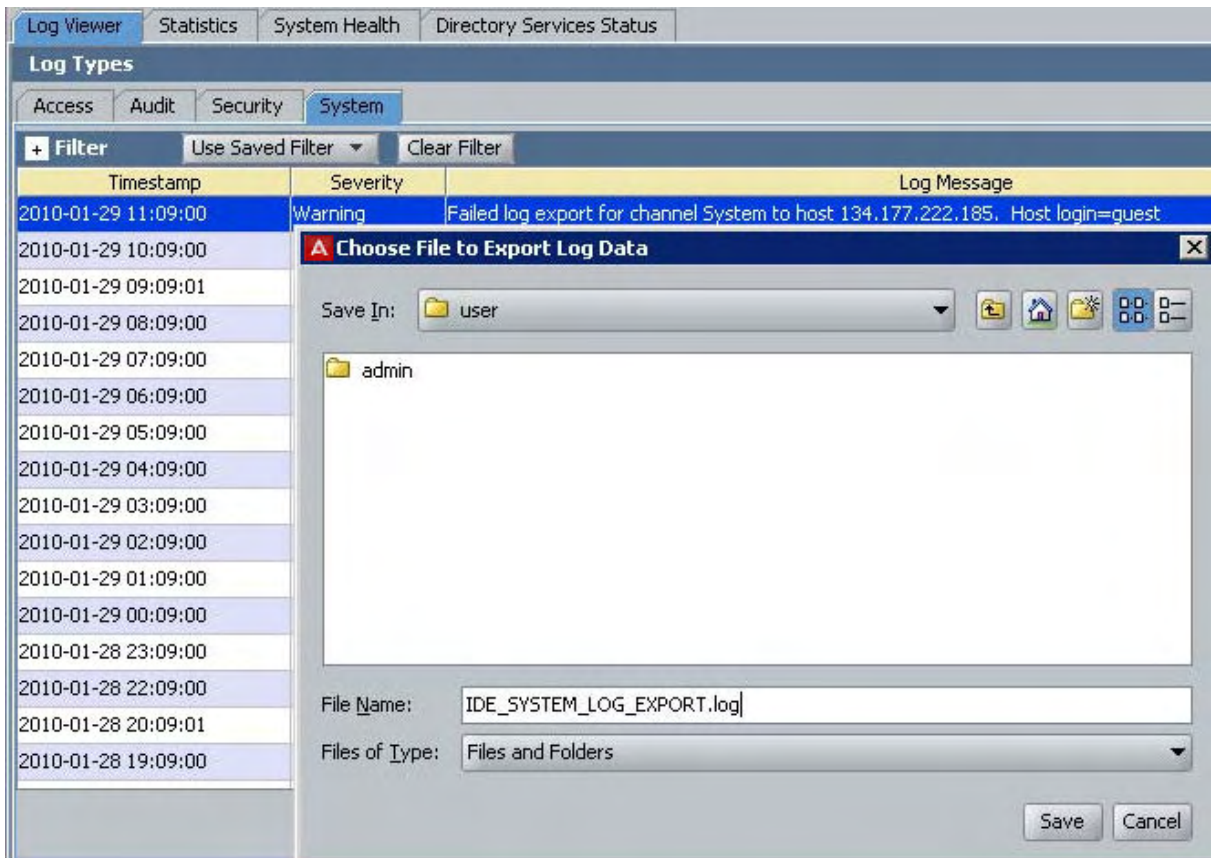 Log Viewer Statistics System Health Directory Services Status
Log Types
Access Audit Security System
+ Filter Use Saved Filter Clear Filter
Timestamp Severity Log Message
2010-01-29 11:09:00 Warning Failed log export for channel System to host 134.177.222.185. Host login=guest
2010-01-29 10:09:00
2010-01-29 09:09:01
2010-01-29 08:09:00
2010-01-29 07:09:00
2010-01-29 06:09:00
2010-01-29 05:09:00
2010-01-29 04:09:00
2010-01-29 03:09:00
2010-01-29 02:09:00
2010-01-29 01:09:00
2010-01-29 00:09:00
2010-01-28 23:09:00
2010-01-28 22:09:00
2010-01-28 20:09:01
2010-01-28 19:09:00
A Choose File to Export Log Data
Save In: user
admin
File Name: IDE_SYSTEM_LOG_EXPORT.log
Files of Type: Files and Folders
Save Cancel